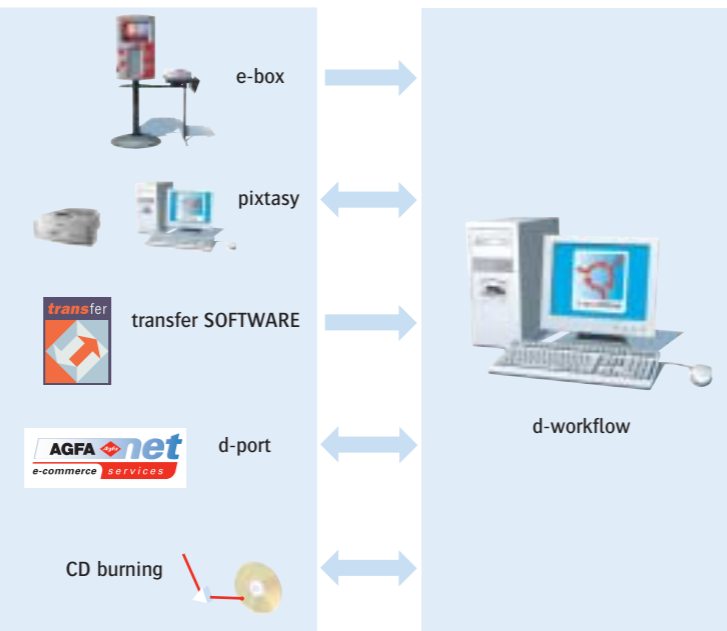 e-box
pixtasy
transfer
transfer SOFTWARE
AGFA net
e-commerce services
d-port
d-workflow
CD burning